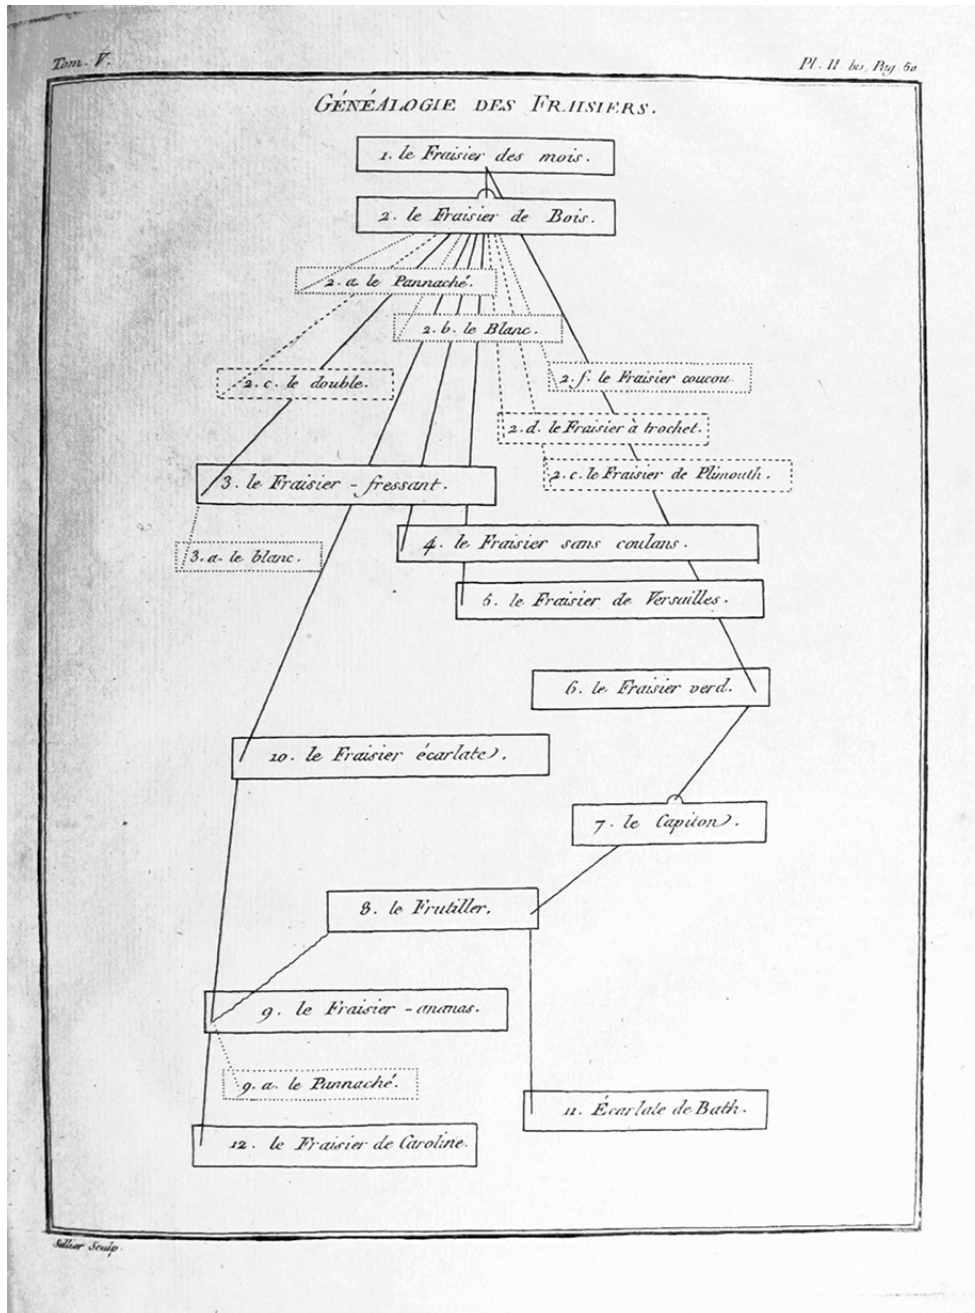 Tom. V.
Pl. II. bis, Pag. 60
GÉNÉALOGIE DES FRAISIERS.
1. le Fraisier des mois.
2. le Fraisier de Bois.
2. a. le Pannaché.
2. b. le Blanc.
2. f. le Fraisier coucou.
2. c. le double.
2. d. le Fraisier à trochet.
2. c. le Fraisier de Plimouth.
3. le Fraisier - fressant.
3. a. le blanc.
4. le Fraisier sans coulans.
5. le Fraisier de Versailles.
6. le Fraisier verd.
10. le Fraisier écarlate.
7. le Capiton.
8. le Frutiller.
9. le Fraisier - ananas.
9. a. le Pannaché.
11. Écarlate de Bath.
12. le Fraisier de Caroline.
Sellier Sculp.